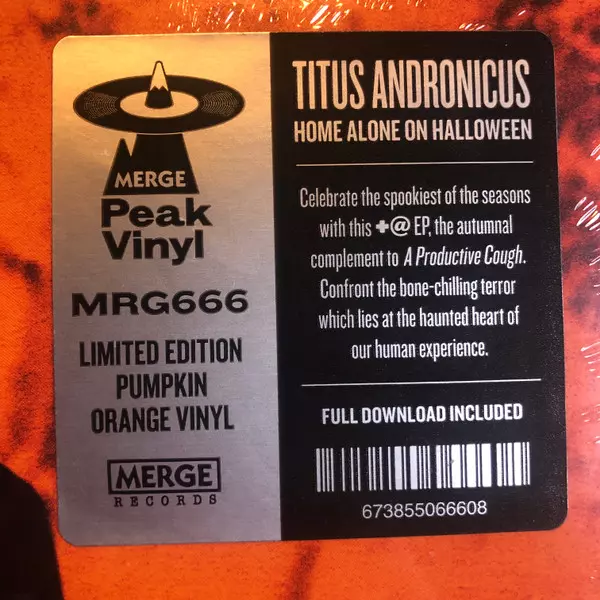 MERGE
Peak
Vinyl
MRG666
LIMITED EDITION
PUMPKIN
ORANGE VINYL
MERGE
RECORDS
TITUS ANDRONICUS
HOME ALONE ON HALLOWEEN
Celebrate the spookiest of the seasons
with this +@ EP, the autumnal
complement to A Productive Cough.
Confront the bone-chilling terror
which lies at the haunted heart of
our human experience.
FULL DOWNLOAD INCLUDED
673855066608